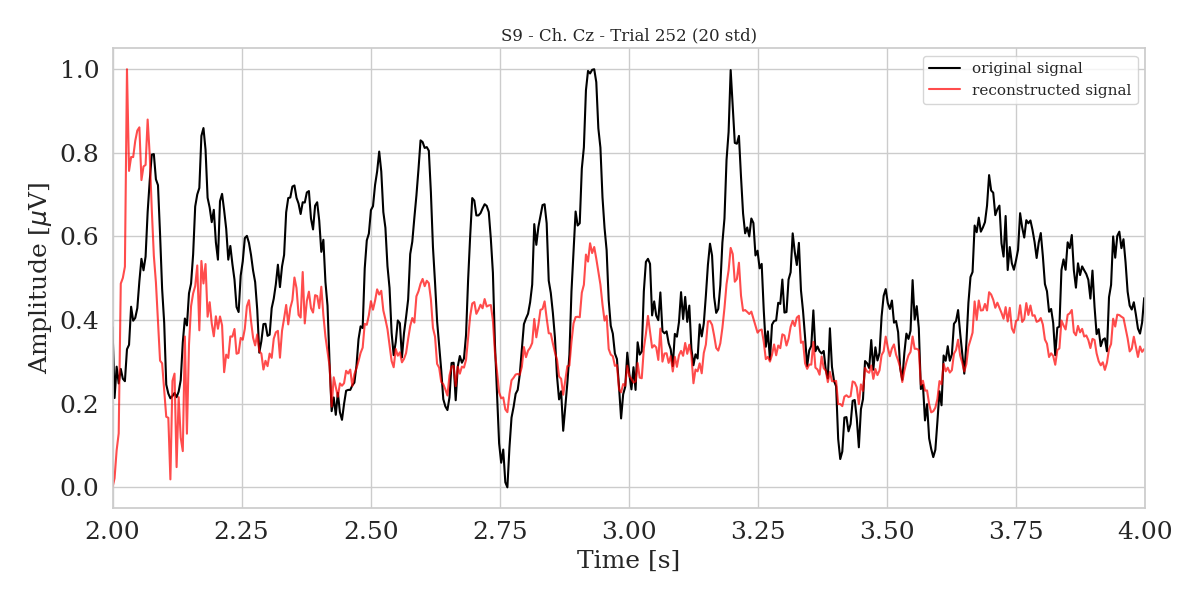 S9 - Ch. Cz - Trial 252 (20 std)
original signal
reconstructed signal
Amplitude [μV]
1.0
0.8
0.6
0.4
0.2
0.0
2.00 2.25 2.50 2.75 3.00 3.25 3.50 3.75 4.00
Time [s]